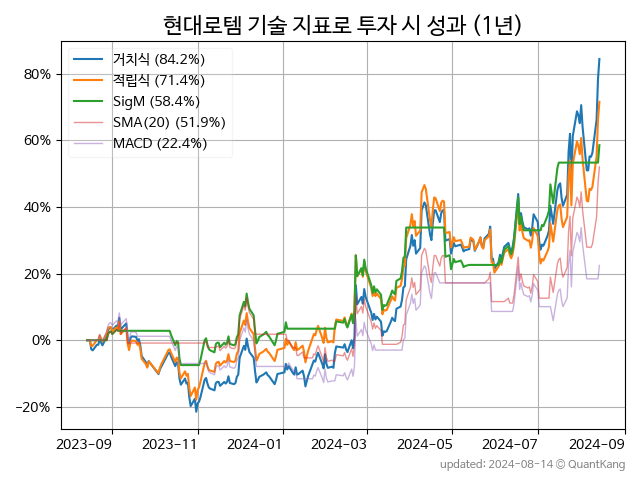 현대로템 기술 지표로 투자 시 성과 (1년)
거치식 (84.2%)
적립식 (71.4%)
SigM (58.4%)
SMA(20) (51.9%)
MACD (22.4%)
80%
60%
40%
20%
0%
−20%
2023-09 2023-11 2024-01 2024-03 2024-05 2024-07 2024-09
updated: 2024-08-14 © QuantKang